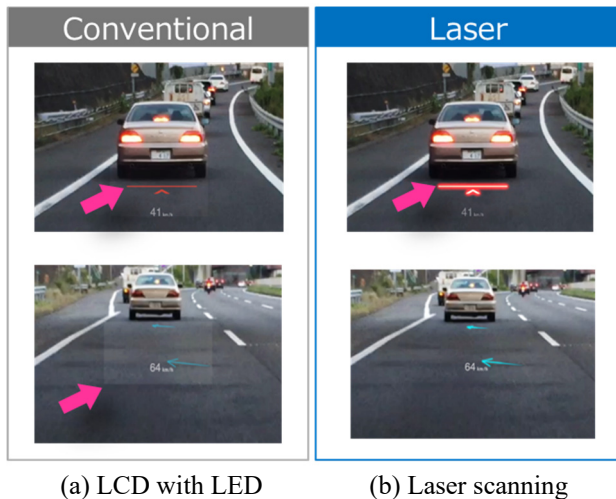 Conventional
Laser
41 km/h
41 km/h
64 km/h
64 km/h
(a) LCD with LED
(b) Laser scanning